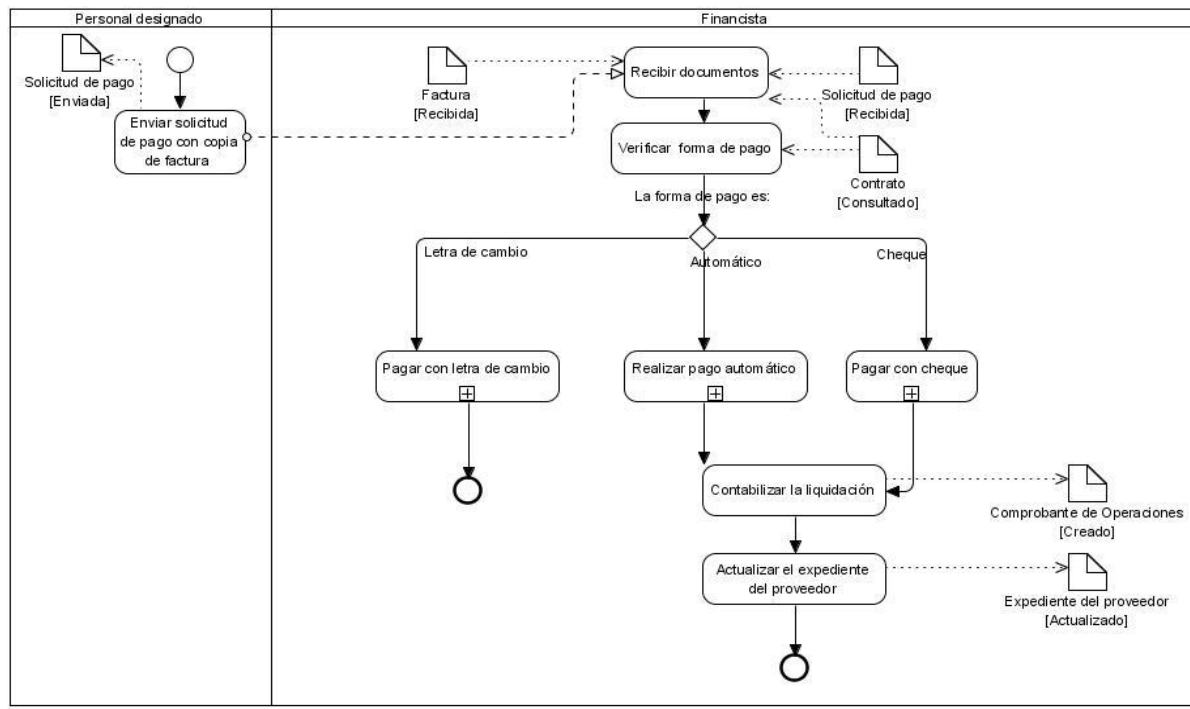 Personal designado
Financista
Solicitud de pago
[Enviada]
Enviar solicitud
de pago con copia
de factura
Factura
[Recibida]
Recibir documentos
Solicitud de pago
[Recibida]
Verificar forma de pago
Contrato
[Consultado]
La forma de pago es:
Letra de cambio
Automático
Cheque
Pagar con letra de cambio
Realizar pago automático
Pagar con cheque
Contabilizar la liquidación
Comprobante de Operaciones
[Creado]
Actualizar el expediente
del proveedor
Expediente del proveedor
[Actualizado]